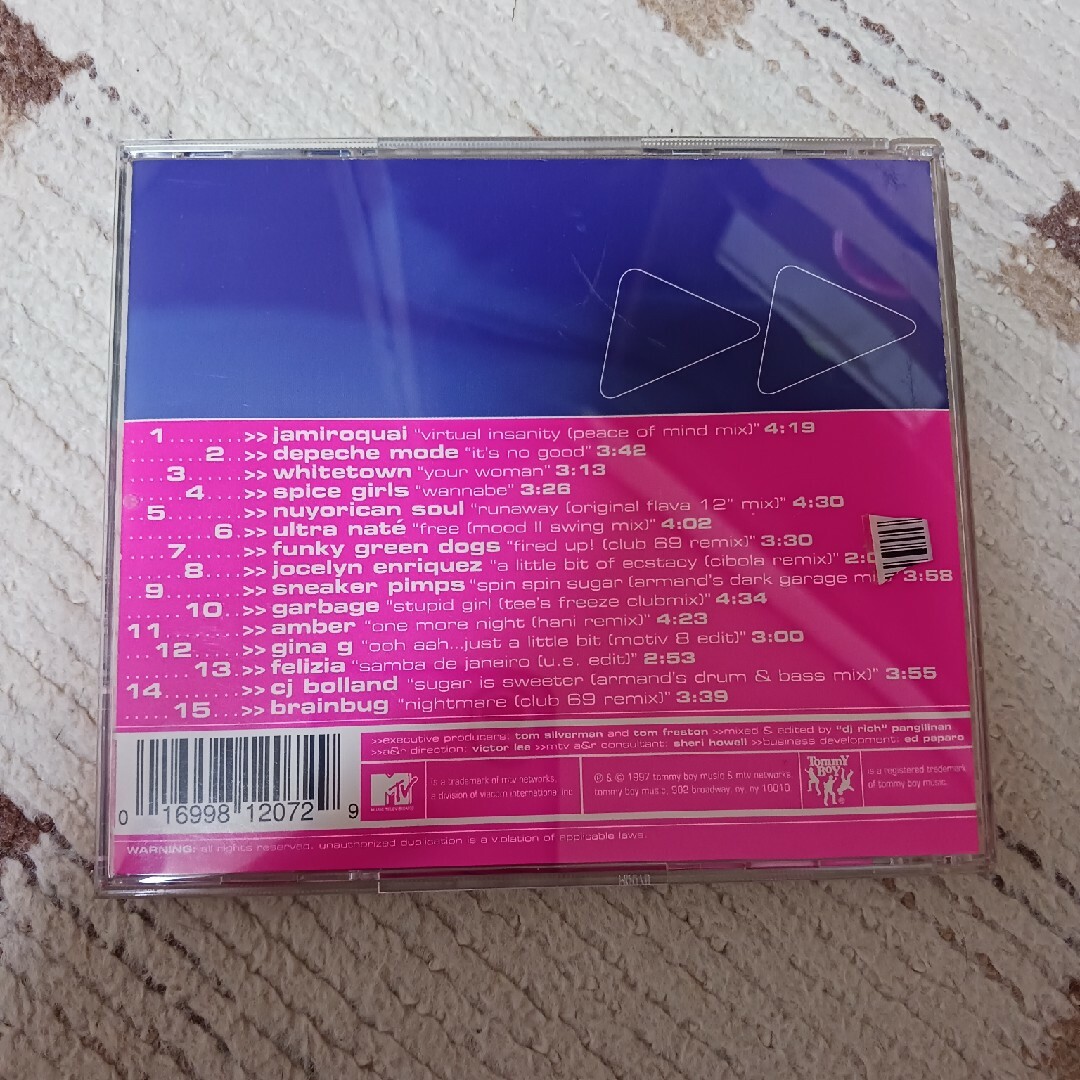 ..1........>> jamiroquai "virtual insanity (peace of mind mix)" 4:19
........2..>> depeche mode "it's no good" 3:42
....3......>> whitetown "your woman" 3:13
......4....>> spice girls "wannabe" 3:26
..5........>> nuyorican soul "runaway (original flava 12" mix)" 4:30
.........6..>> ultra naté "free (mood II swing mix)" 4:02
....7......>> funky green dogs "fired up! (club 69 remix)" 3:30
......8....>> jocelyn enriquez "a little bit of ecstacy (cibola remix)"
..9........>> sneaker pimps "spin spin sugar (armand's dark garage 3:58
......10...>> garbage "stupid girl (tee's freeze clubmix)" 4:34
11........>> amber "one more night (hani remix)" 4:23
...12.....>> gina g "ooh aah...just a little bit (motiv 8 edit)" 3:00
.......13..>> felizia "samba de janeiro (u.s. edit)" 2:53
14........>> cj bolland "sugar is sweeter (armand's drum & bass mix)" 3:55
.....15...>> brainbug "nightmare (club 69 remix)" 3:39
>>executive producers: tom silverman and tom freston >>mixed & edited by "dj rich" pangilinan
>>a&r direction: victor lee >>mtv a&r consultant: sheri howell >>business development: ed paparo
0 16998 12072 9
MTV
MUSIC TELEVISION®
is a trademark of mtv networks,
a division of viacom international inc.
℗ & © 1997 tommy boy music & mtv networks.
tommy boy music, 902 broadway, ny, ny 10010
Tommy Boy®
is a registered trademark
of tommy boy music.
WARNING: all rights reserved. unauthorized duplication is a violation of applicable laws.